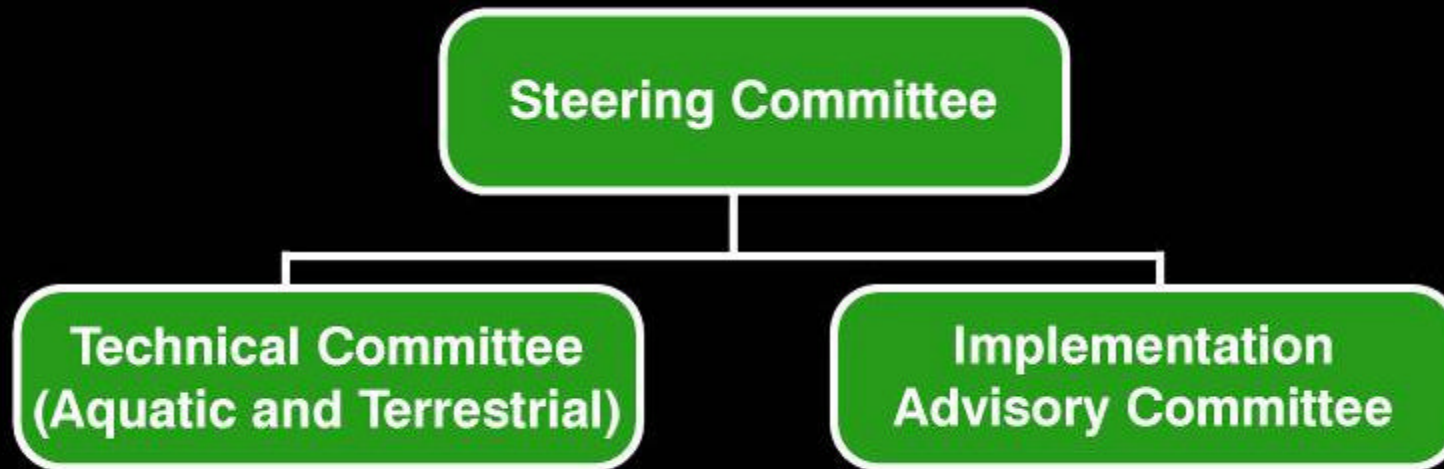 Steering Committee
Technical Committee
(Aquatic and Terrestrial)
Implementation
Advisory Committee